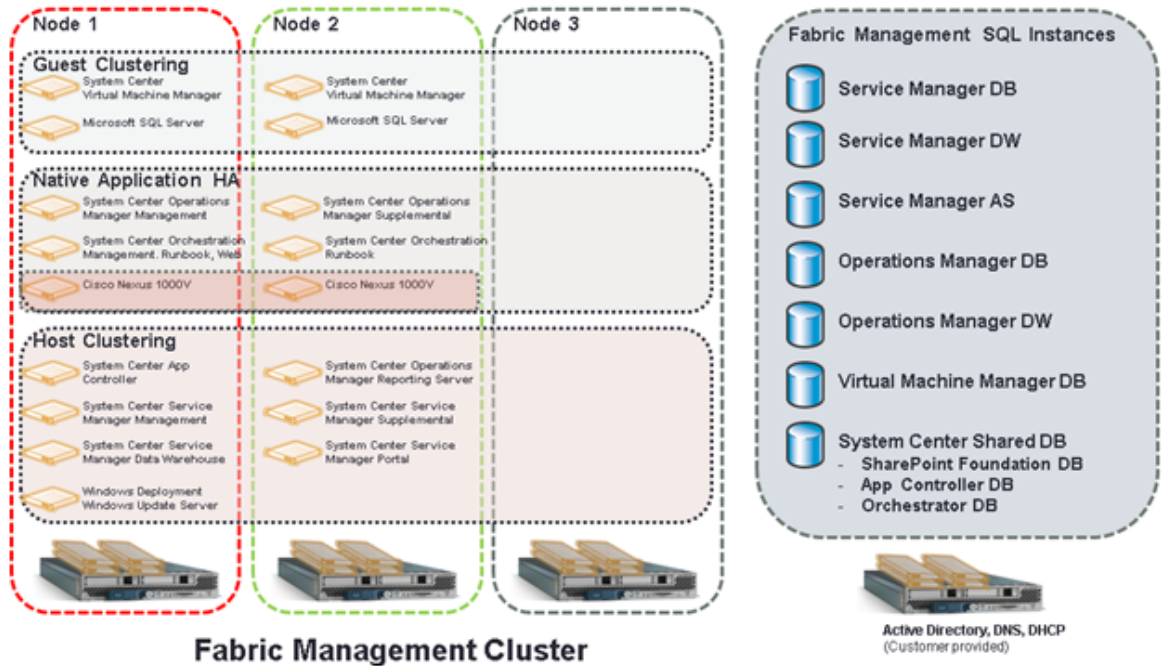 Node 1
Node 2
Node 3
Guest Clustering
System Center
Virtual Machine Manager
System Center
Virtual Machine Manager
Microsoft SQL Server
Microsoft SQL Server
Native Application HA
System Center Operations
Manager Management
System Center Operations
Manager Supplemental
System Center Orchestration
Management. Runbook, Web
System Center Orchestration
Runbook
Cisco Nexus 1000V
Cisco Nexus 1000V
Host Clustering
System Center App
Controller
System Center Operations
Manager Reporting Server
System Center Service
Manager Management
System Center Service
Manager Supplemental
System Center Service
Manager Data Warehouse
System Center Service
Manager Portal
Windows Deployment
Windows Update Server
Fabric Management Cluster
Fabric Management SQL Instances
Service Manager DB
Service Manager DW
Service Manager AS
Operations Manager DB
Operations Manager DW
Virtual Machine Manager DB
System Center Shared DB
- SharePoint Foundation DB
- App Controller DB
- Orchestrator DB
Active Directory, DNS, DHCP
(Customer provided)